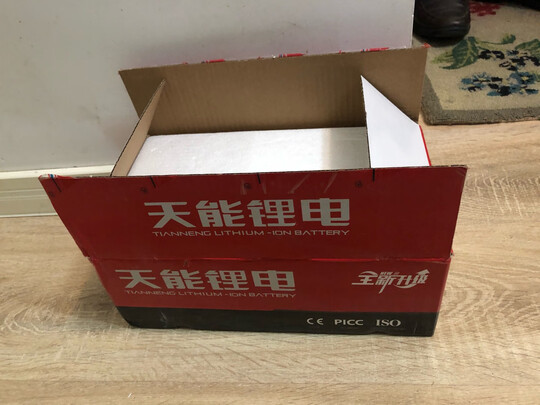 天能锂电
TIANNENG LITHIUM -ION BATTERY
天能锂电
TIANNENG LITHIUM -ION BATTERY
全新升级
CE PICC ISO